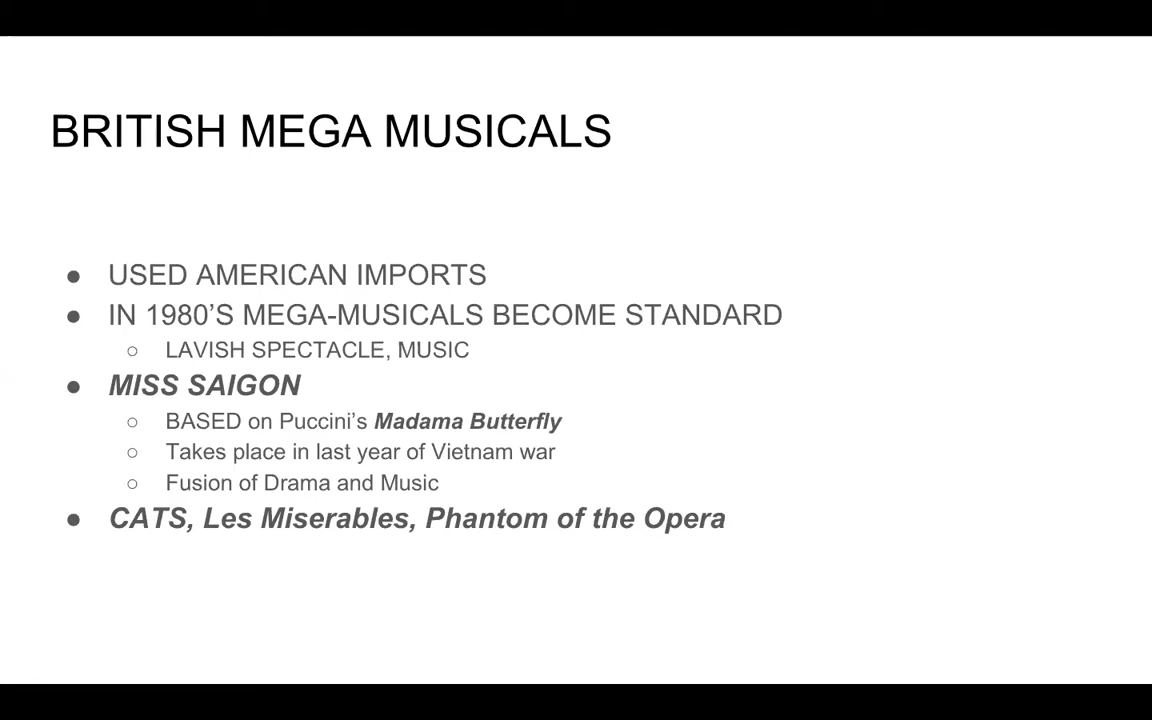 BRITISH MEGA MUSICALS
● USED AMERICAN IMPORTS
● IN 1980’S MEGA-MUSICALS BECOME STANDARD
○ LAVISH SPECTACLE, MUSIC
● MISS SAIGON
○ BASED on Puccini’s Madama Butterfly
○ Takes place in last year of Vietnam war
○ Fusion of Drama and Music
● CATS, Les Miserables, Phantom of the Opera